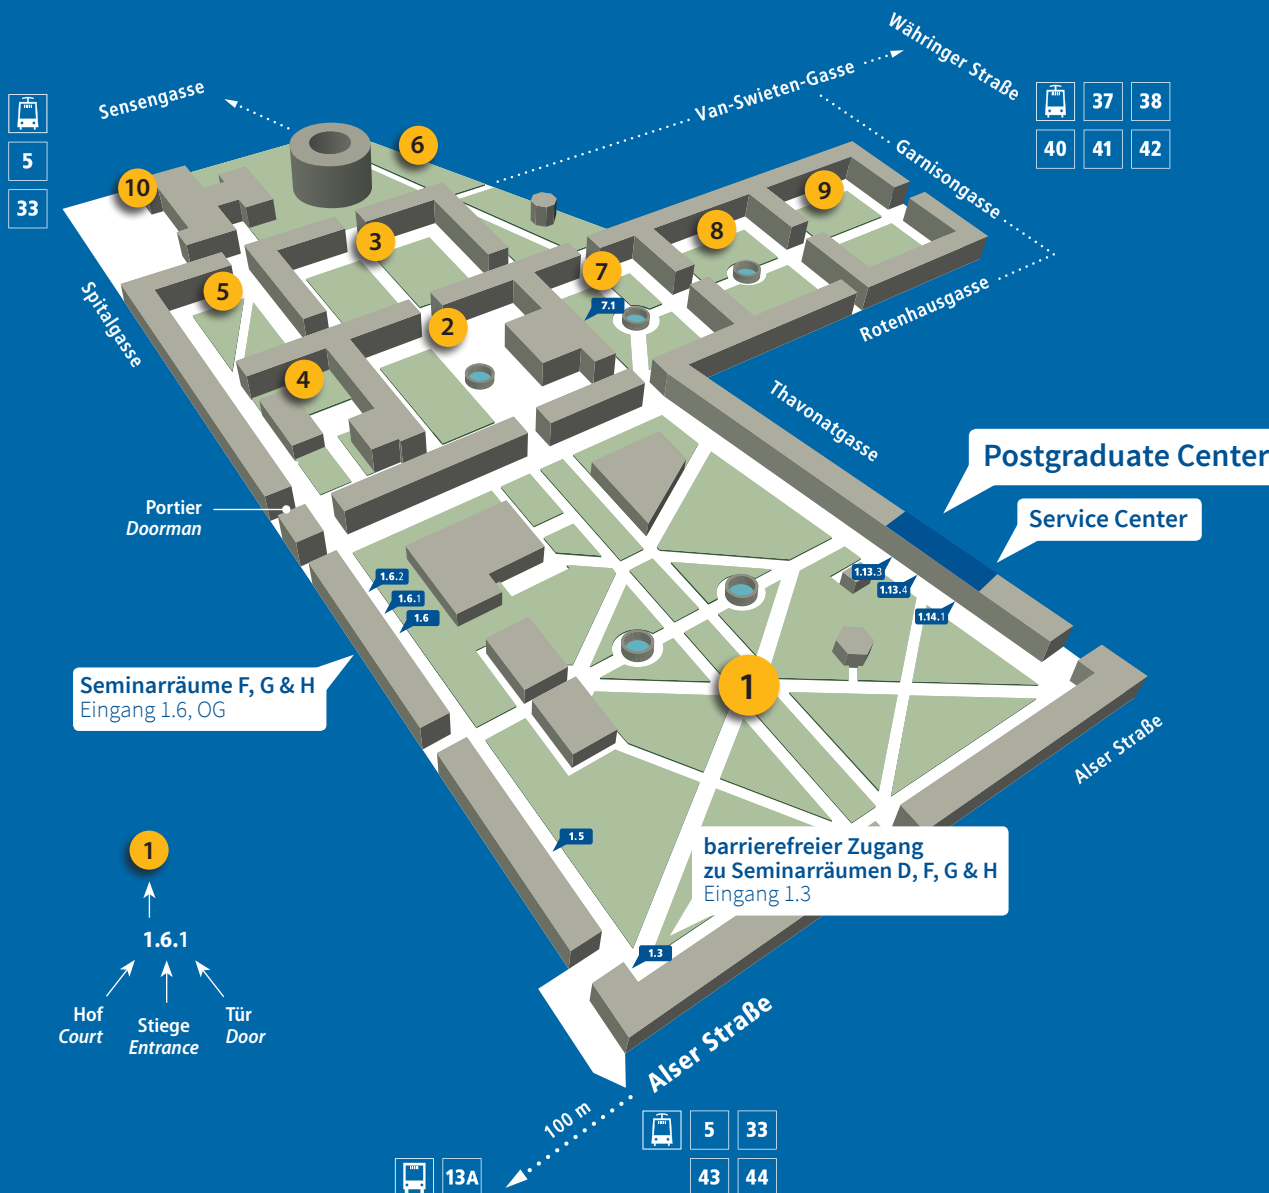 Währinger Straße
Van-Swieten-Gasse
37
38
40
41
42
Sensengasse
5
33
6
10
9
Garnisongasse
8
3
7
7.1
5
2
Spitalgasse
Rotenhausgasse
4
Thavonatgasse
Postgraduate Center
Service Center
Portier
Doorman
1.6.2
1.6.1
1.6
1.13.3
1.13.4
1.14.1
Seminarräume F, G & H
Eingang 1.6, OG
1
Alser Straße
1.5
barrierefreier Zugang
zu Seminarräumen D, F, G & H
Eingang 1.3
1.3
1
1.6.1
Hof
Court
Stiege
Entrance
Tür
Door
Alser Straße
100 m
5
33
13A
43
44